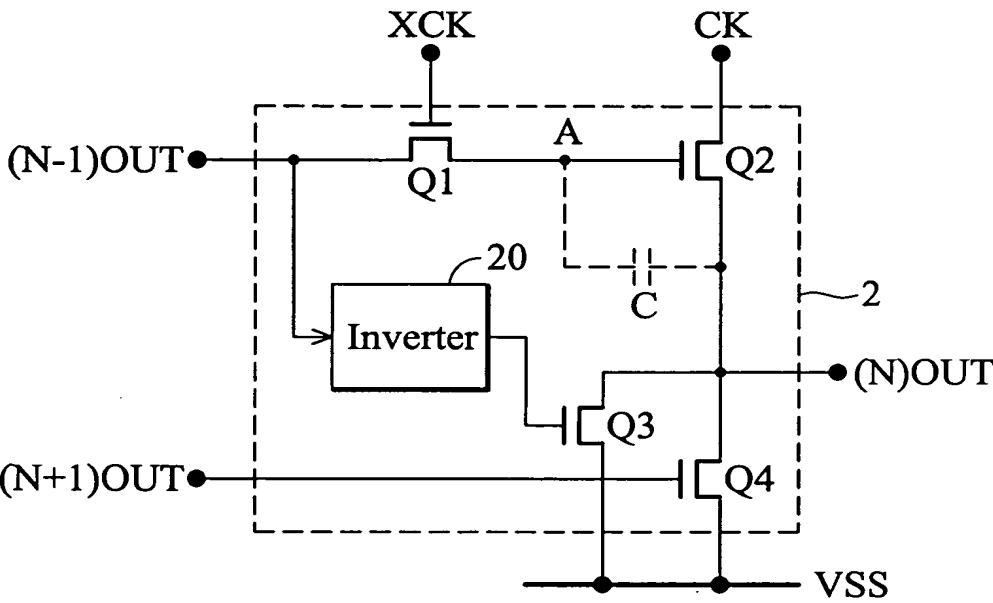 XCK
CK
(N-1)OUT
A
Q1
Q2
20
C
2
Inverter
(N)OUT
Q3
(N+1)OUT
Q4
VSS